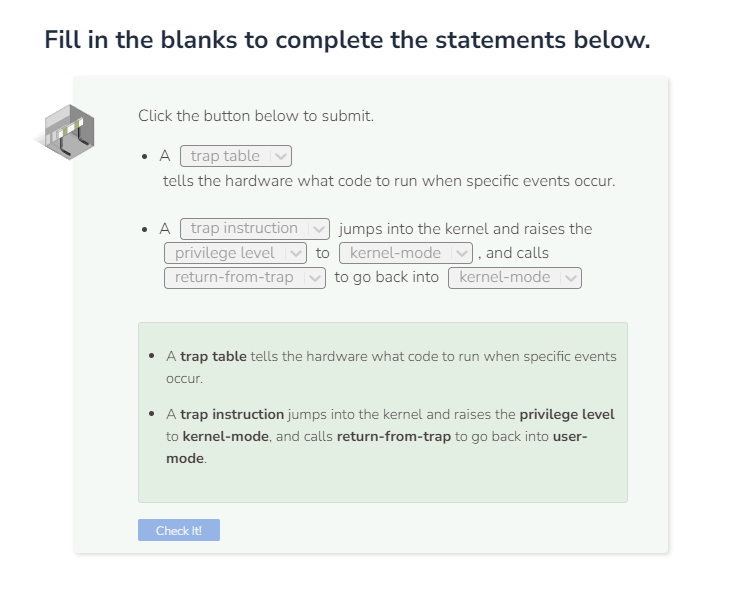 Fill in the blanks to complete the statements below.
Click the button below to submit.
• A trap table
tells the hardware what code to run when specific events occur.
• A trap instruction jumps into the kernel and raises the
privilege level to kernel-mode , and calls
return-from-trap to go back into kernel-mode
• A trap table tells the hardware what code to run when specific events
occur.
• A trap instruction jumps into the kernel and raises the privilege level
to kernel-mode, and calls return-from-trap to go back into user-
mode.
Check It!